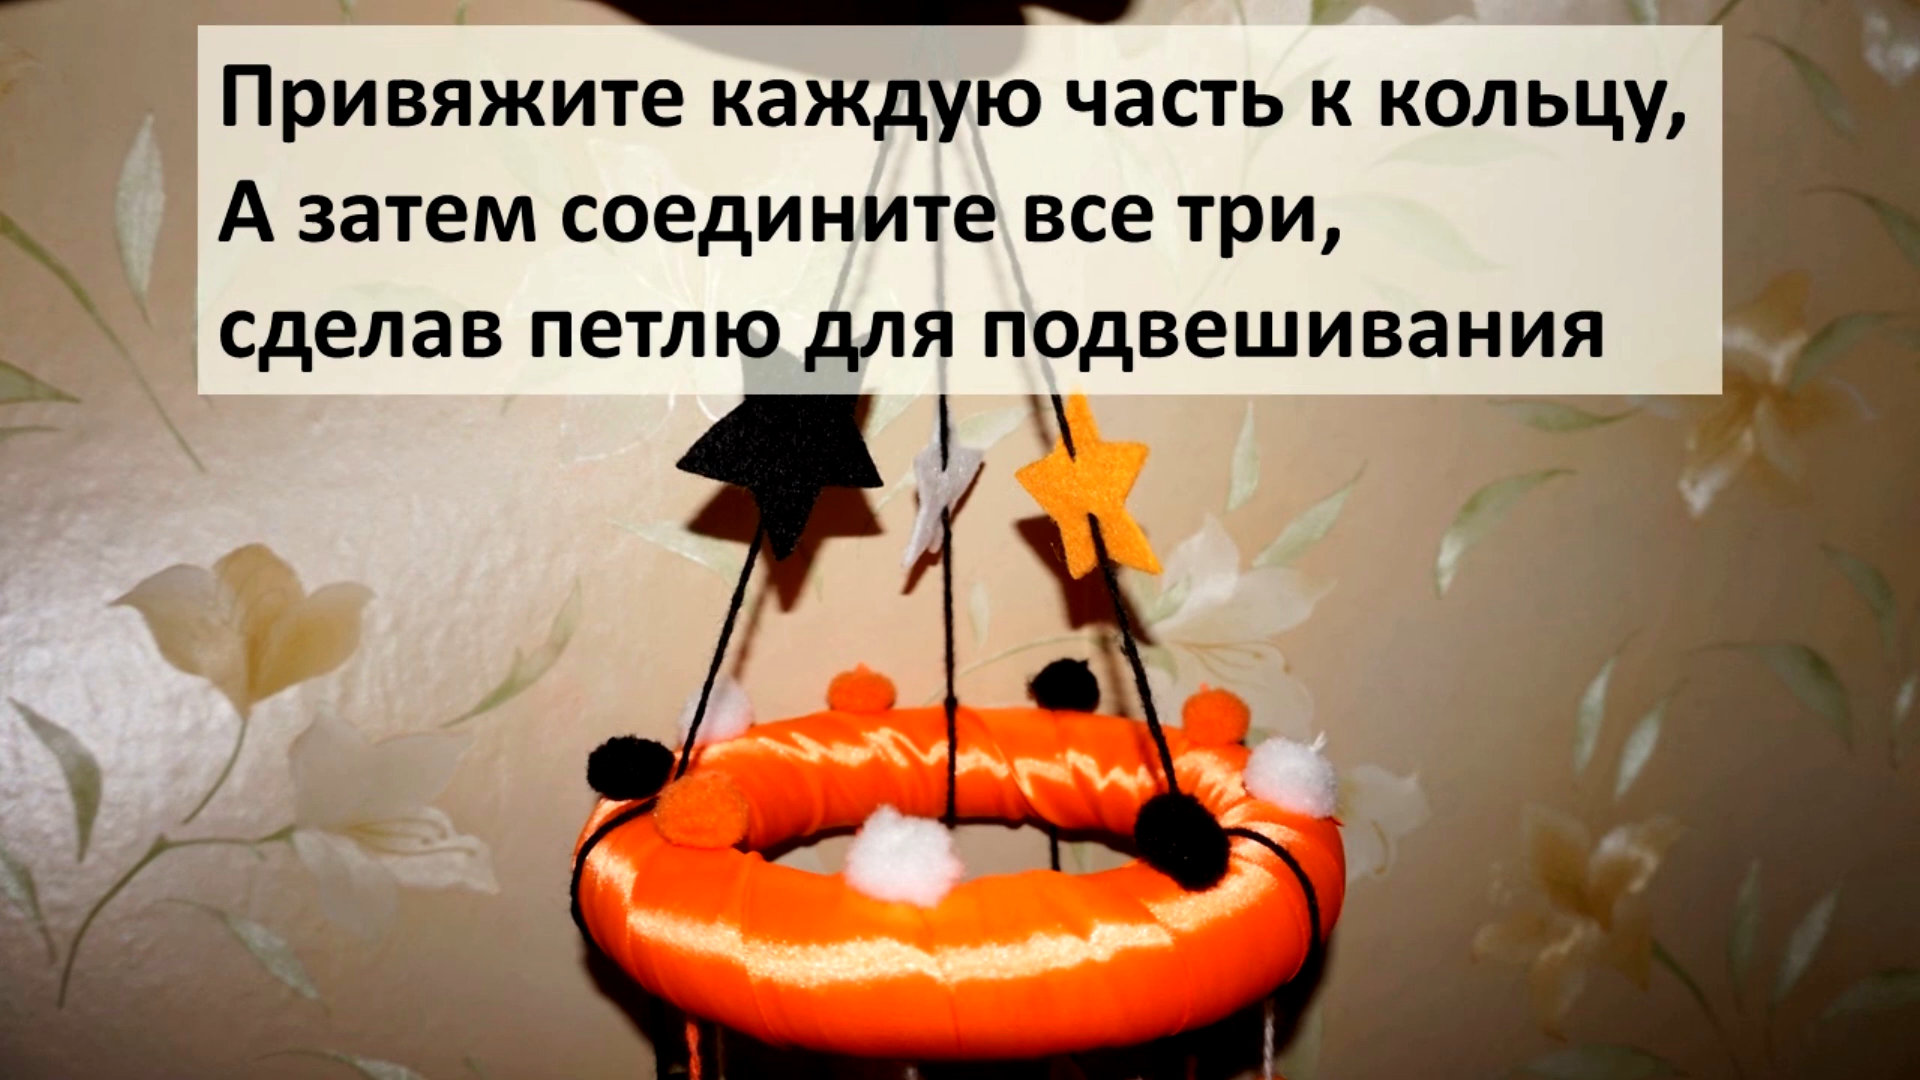 Привяжите каждую часть к кольцу,
А затем соедините все три,
сделав петлю для подвешивания